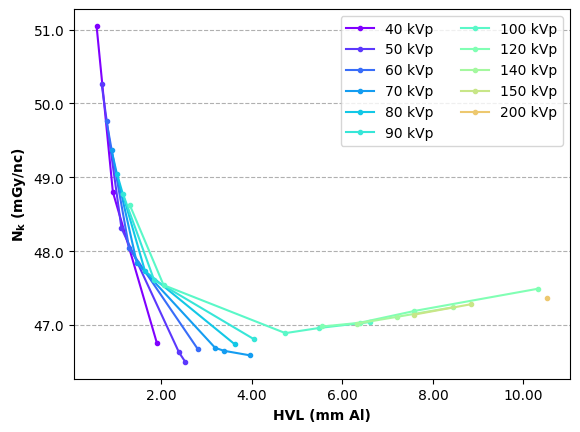 51.0
50.0
49.0
48.0
47.0
Nk (mGy/nc)
40 kVp
50 kVp
60 kVp
70 kVp
80 kVp
90 kVp
100 kVp
120 kVp
140 kVp
150 kVp
200 kVp
2.00 4.00 6.00 8.00 10.00
HVL (mm Al)